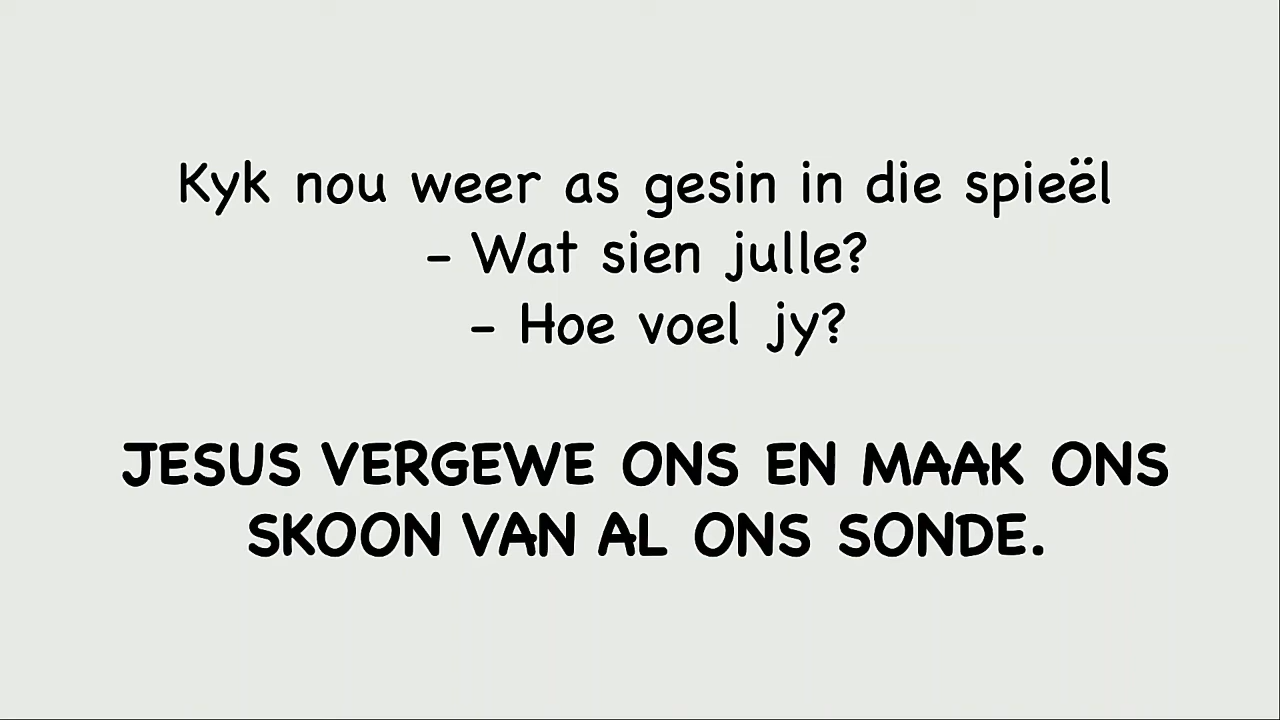 Kyk nou weer as gesin in die spieël
- Wat sien julle?
- Hoe voel jy?
JESUS VERGEWE ONS EN MAAK ONS
SKOON VAN AL ONS SONDE.